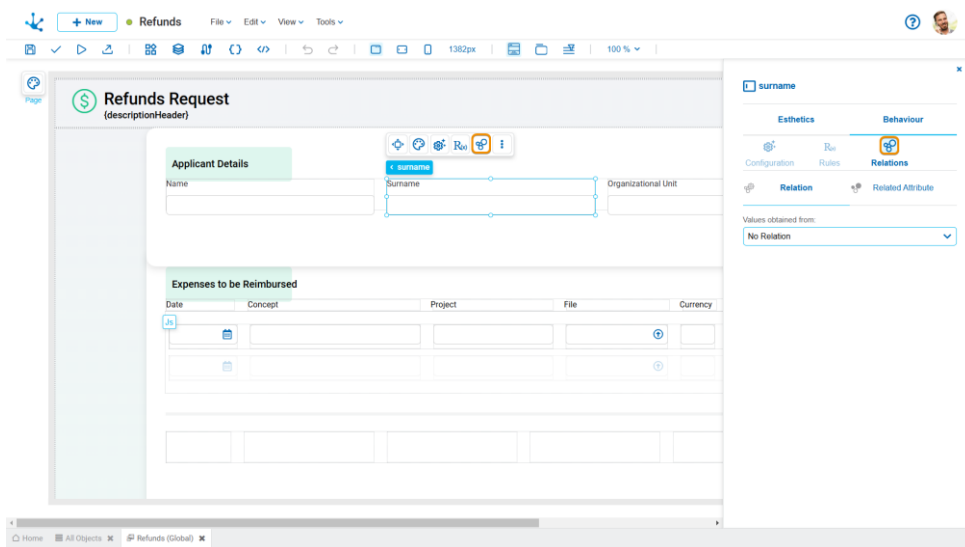 + New
Refunds
File
Edit
View
Tools
1382px
100 %
Page
Refunds Request
{descriptionHeader}
Applicant Details
surname
Name
Surname
Organizational Unit
Expenses to be Reimbursed
Date
Concept
Project
File
Currency
Js
surname
Esthetics
Behaviour
Configuration
Rules
Relations
Relation
Related Attribute
Values obtained from:
No Relation
Home
All Objects
Refunds (Global)